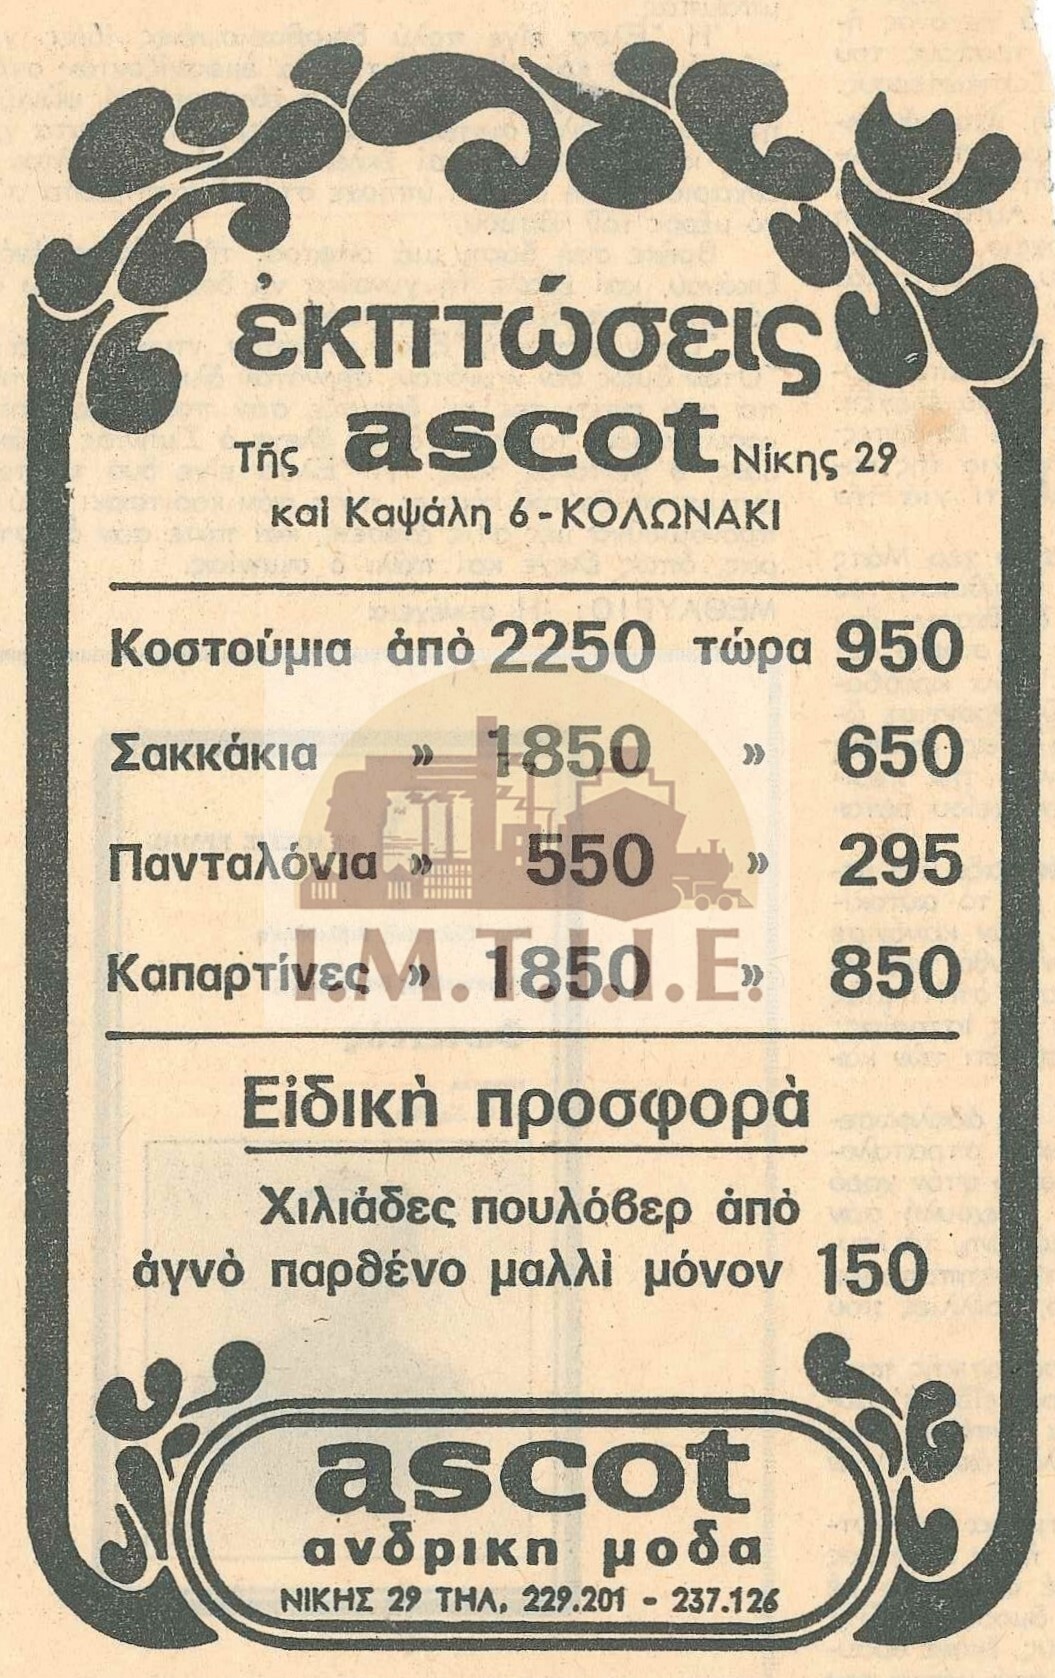 ἐκπτώσεις
Τῆς ascot Νίκης 29
καὶ Καψάλη 6 - ΚΟΛΩΝΑΚΙ
Κοστούμια ἀπὸ 2250 τώρα 950
Σακκάκια » 1850 » 650
Πανταλόνια » 550 » 295
Καπαρτίνες » 1850 » 850
I.M.T.I.E.
Εἰδικὴ προσφορὰ
Χιλιάδες πουλόβερ ἀπὸ
ἁγνὸ παρθένο μαλλὶ μόνον 150
ascot
ανδρικη μοδα
ΝΙΚΗΣ 29 ΤΗΛ. 229.201 - 237.126